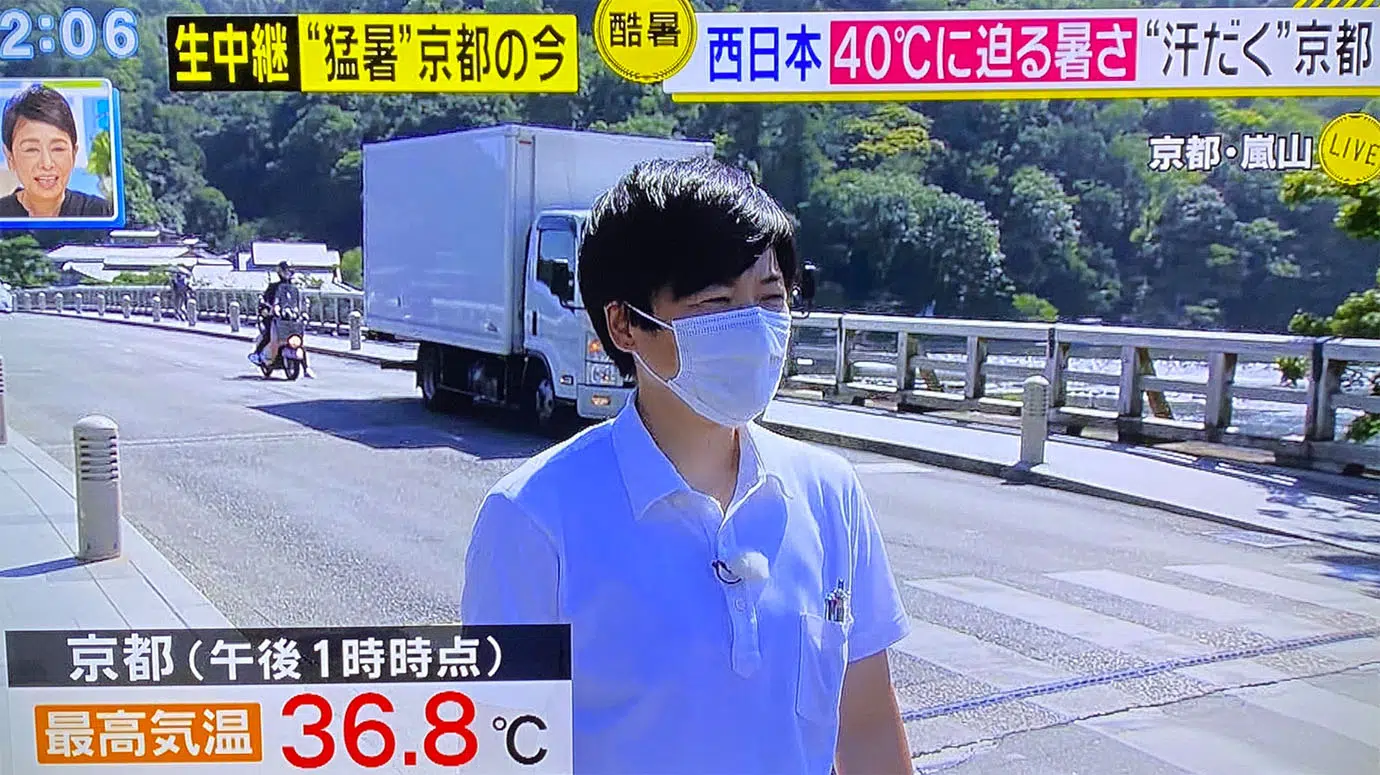 2:06
生中継 “猛暑”京都の今
酷暑
西日本 40℃に迫る暑さ “汗だく”京都
京都・嵐山
LIVE
京都(午後1時時点)
最高気温 36.8℃